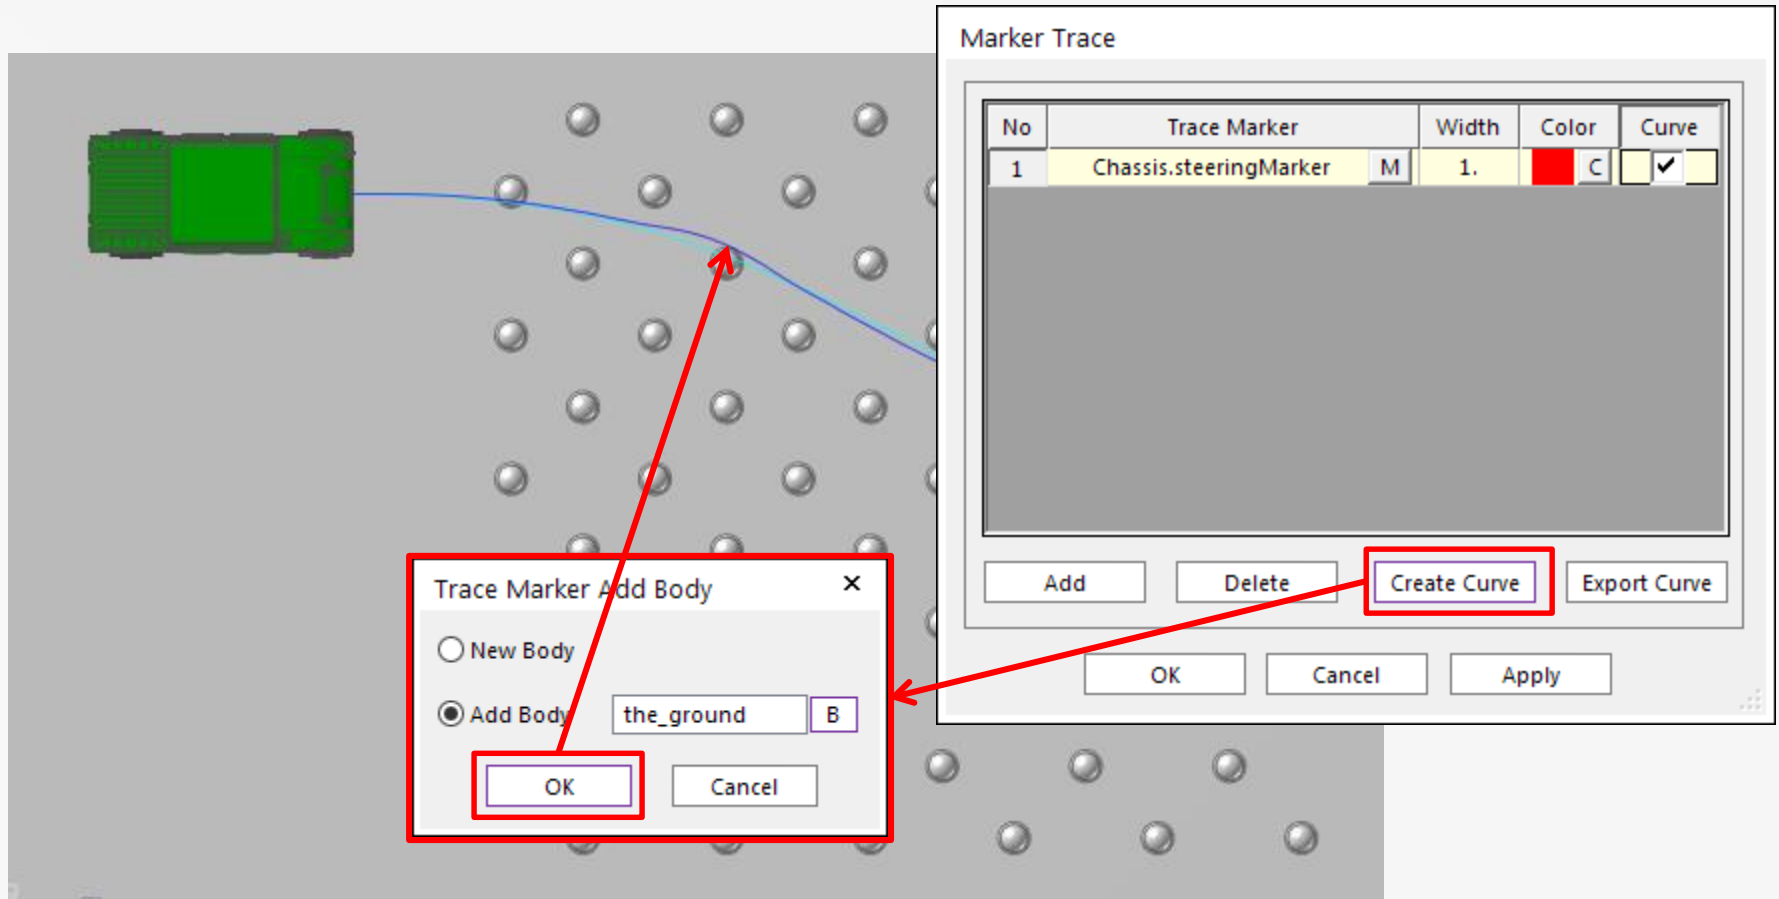 Marker Trace
No Trace Marker Width Color Curve
1 Chassis.steeringMarker M 1. C
Add Delete Create Curve Export Curve
OK Cancel Apply
Trace Marker Add Body
New Body
Add Body the_ground B
OK Cancel